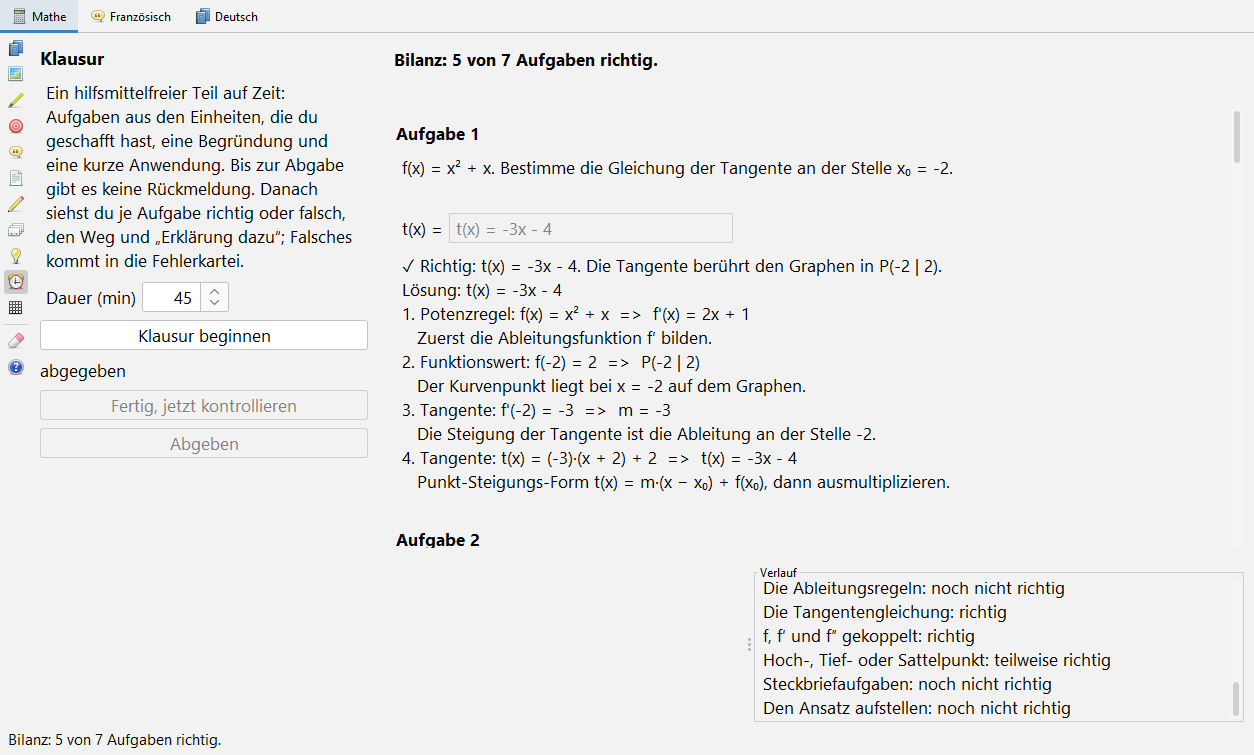 Mathe
Französisch
Deutsch
Klausur
Ein hilfsmittelfreier Teil auf Zeit:
Aufgaben aus den Einheiten, die du
geschafft hast, eine Begründung und
eine kurze Anwendung. Bis zur Abgabe
gibt es keine Rückmeldung. Danach
siehst du je Aufgabe richtig oder falsch,
den Weg und „Erklärung dazu“; Falsches
kommt in die Fehlerkartei.
Dauer (min) 45
Klausur beginnen
abgegeben
Fertig, jetzt kontrollieren
Abgeben
Bilanz: 5 von 7 Aufgaben richtig.
Aufgabe 1
f(x) = x² + x. Bestimme die Gleichung der Tangente an der Stelle x₀ = -2.
t(x) = t(x) = -3x - 4
✓ Richtig: t(x) = -3x - 4. Die Tangente berührt den Graphen in P(-2 | 2).
Lösung: t(x) = -3x - 4
1. Potenzregel: f(x) = x² + x => f'(x) = 2x + 1
Zuerst die Ableitungsfunktion f′ bilden.
2. Funktionswert: f(-2) = 2 => P(-2 | 2)
Der Kurvenpunkt liegt bei x = -2 auf dem Graphen.
3. Tangente: f'(-2) = -3 => m = -3
Die Steigung der Tangente ist die Ableitung an der Stelle -2.
4. Tangente: t(x) = (-3)·(x + 2) + 2 => t(x) = -3x - 4
Punkt-Steigungs-Form t(x) = m·(x − x₀) + f(x₀), dann ausmultiplizieren.
Aufgabe 2
Verlauf
Die Ableitungsregeln: noch nicht richtig
Die Tangentengleichung: richtig
f, f′ und f″ gekoppelt: richtig
Hoch-, Tief- oder Sattelpunkt: teilweise richtig
Steckbriefaufgaben: noch nicht richtig
Den Ansatz aufstellen: noch nicht richtig
Bilanz: 5 von 7 Aufgaben richtig.